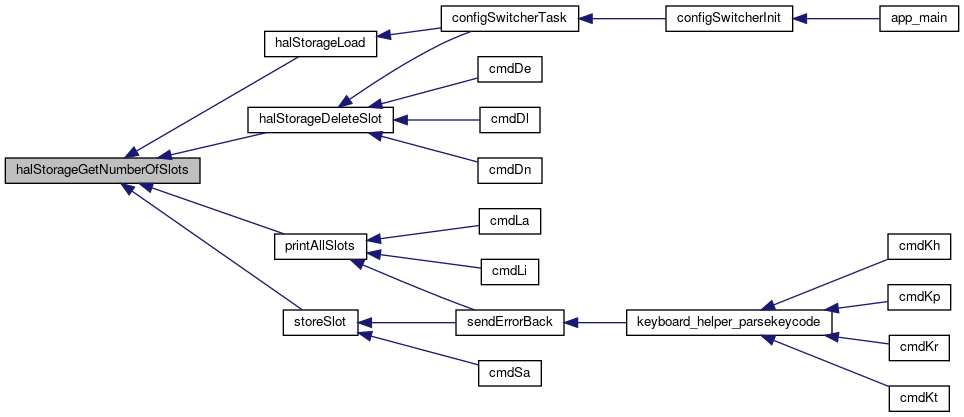 configSwitcherTask
configSwitcherInit
app_main
halStorageLoad
cmdDe
halStorageDeleteSlot
cmdDl
halStorageGetNumberOfSlots
cmdDn
cmdLa
printAllSlots
cmdKh
cmdLi
cmdKp
storeSlot
sendErrorBack
keyboard_helper_parsekeycode
cmdKr
cmdSa
cmdKt